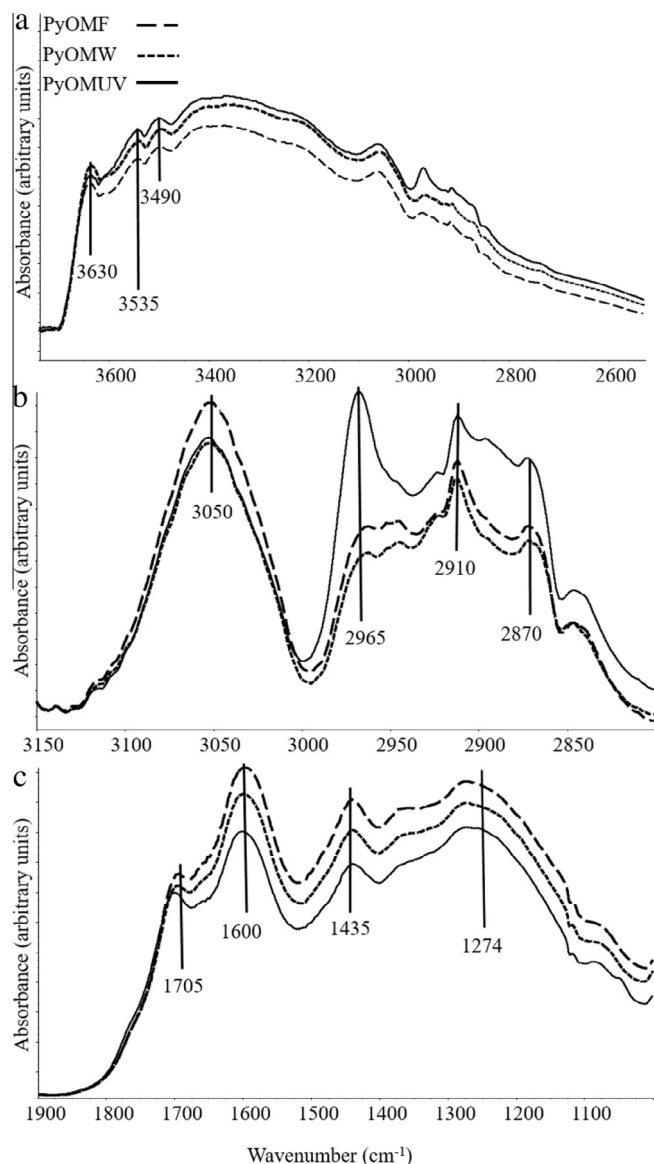 a
PyOMF
PyOMW
PyOMUV
Absorbance (arbitrary units)
3630
3535
3490
3600 3400 3200 3000 2800 2600
b
Absorbance (arbitrary units)
3050
2965
2910
2870
3150 3100 3050 3000 2950 2900 2850
c
Absorbance (arbitrary units)
1705
1600
1435
1274
1900 1700 1600 1500 1400 1300 1200 1100
Wavenumber (cm-1)